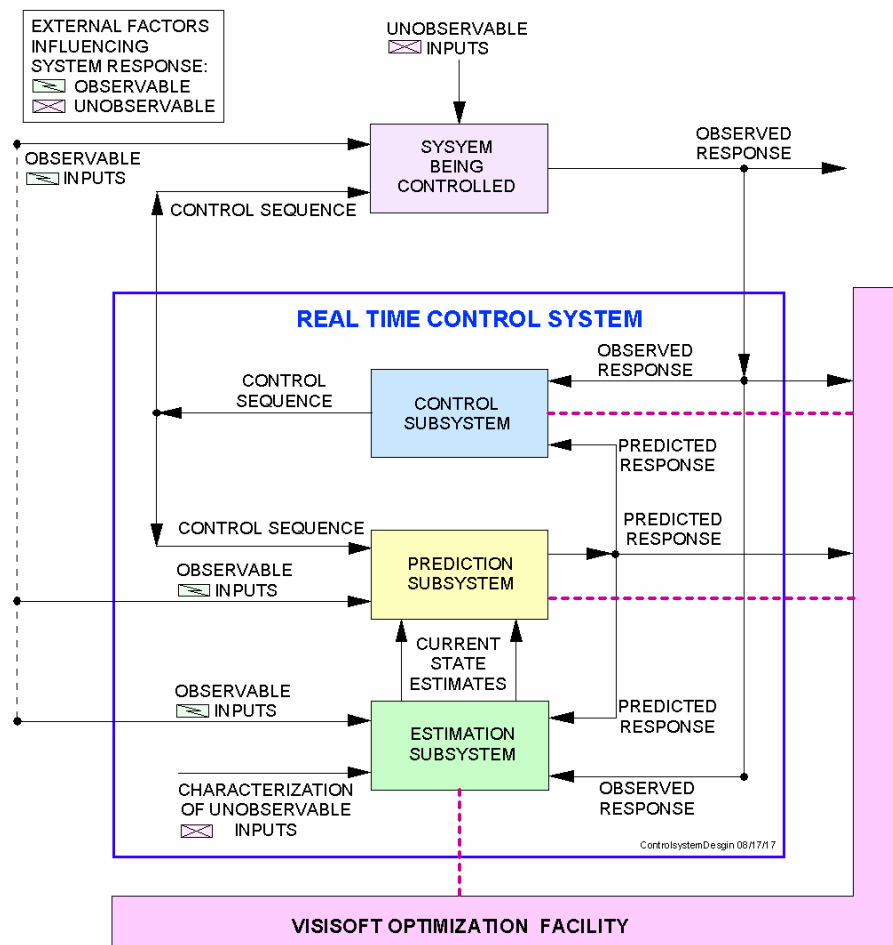 EXTERNAL FACTORS
INFLUENCING
SYSTEM RESPONSE:
OBSERVABLE
UNOBSERVABLE
UNOBSERVABLE
INPUTS
OBSERVABLE
INPUTS
SYSYEM
BEING
CONTROLLED
OBSERVED
RESPONSE
CONTROL SEQUENCE
REAL TIME CONTROL SYSTEM
OBSERVED
RESPONSE
CONTROL
SEQUENCE
CONTROL
SUBSYSTEM
PREDICTED
RESPONSE
CONTROL SEQUENCE
PREDICTED
RESPONSE
PREDICTION
SUBSYSTEM
OBSERVABLE
INPUTS
CURRENT
STATE
ESTIMATES
OBSERVABLE
INPUTS
PREDICTED
RESPONSE
ESTIMATION
SUBSYSTEM
CHARACTERIZATION
OF UNOBSERVABLE
INPUTS
OBSERVED
RESPONSE
ControlsystemDesgin 08/17/17
VISISOFT OPTIMIZATION FACILITY